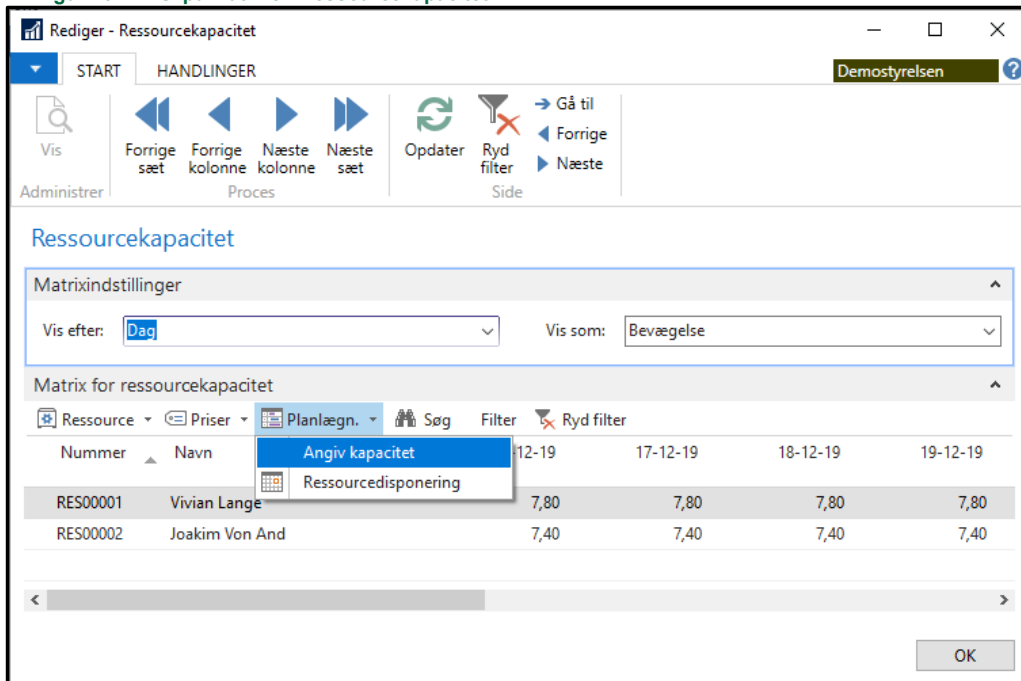 Rediger - Ressourcekapacitet
START HANDLINGER Demostyrelsen
Vis
Forrige sæt
Forrige kolonne
Næste kolonne
Næste sæt
Opdater
Ryd filter
Gå til
Forrige
Næste
Administrer Proces Side
Ressourcekapacitet
Matrixindstillinger
Vis efter: Dag Vis som: Bevægelse
Matrix for ressourcekapacitet
Ressource Priser Planlægn. Søg Filter Ryd filter
Angiv kapacitet
Ressourcedisponering
Nummer Navn 12-19 17-12-19 18-12-19 19-12-19
RES00001 Vivian Lange 7,80 7,80 7,80 7,80
RES00002 Joakim Von And 7,40 7,40 7,40 7,40
OK